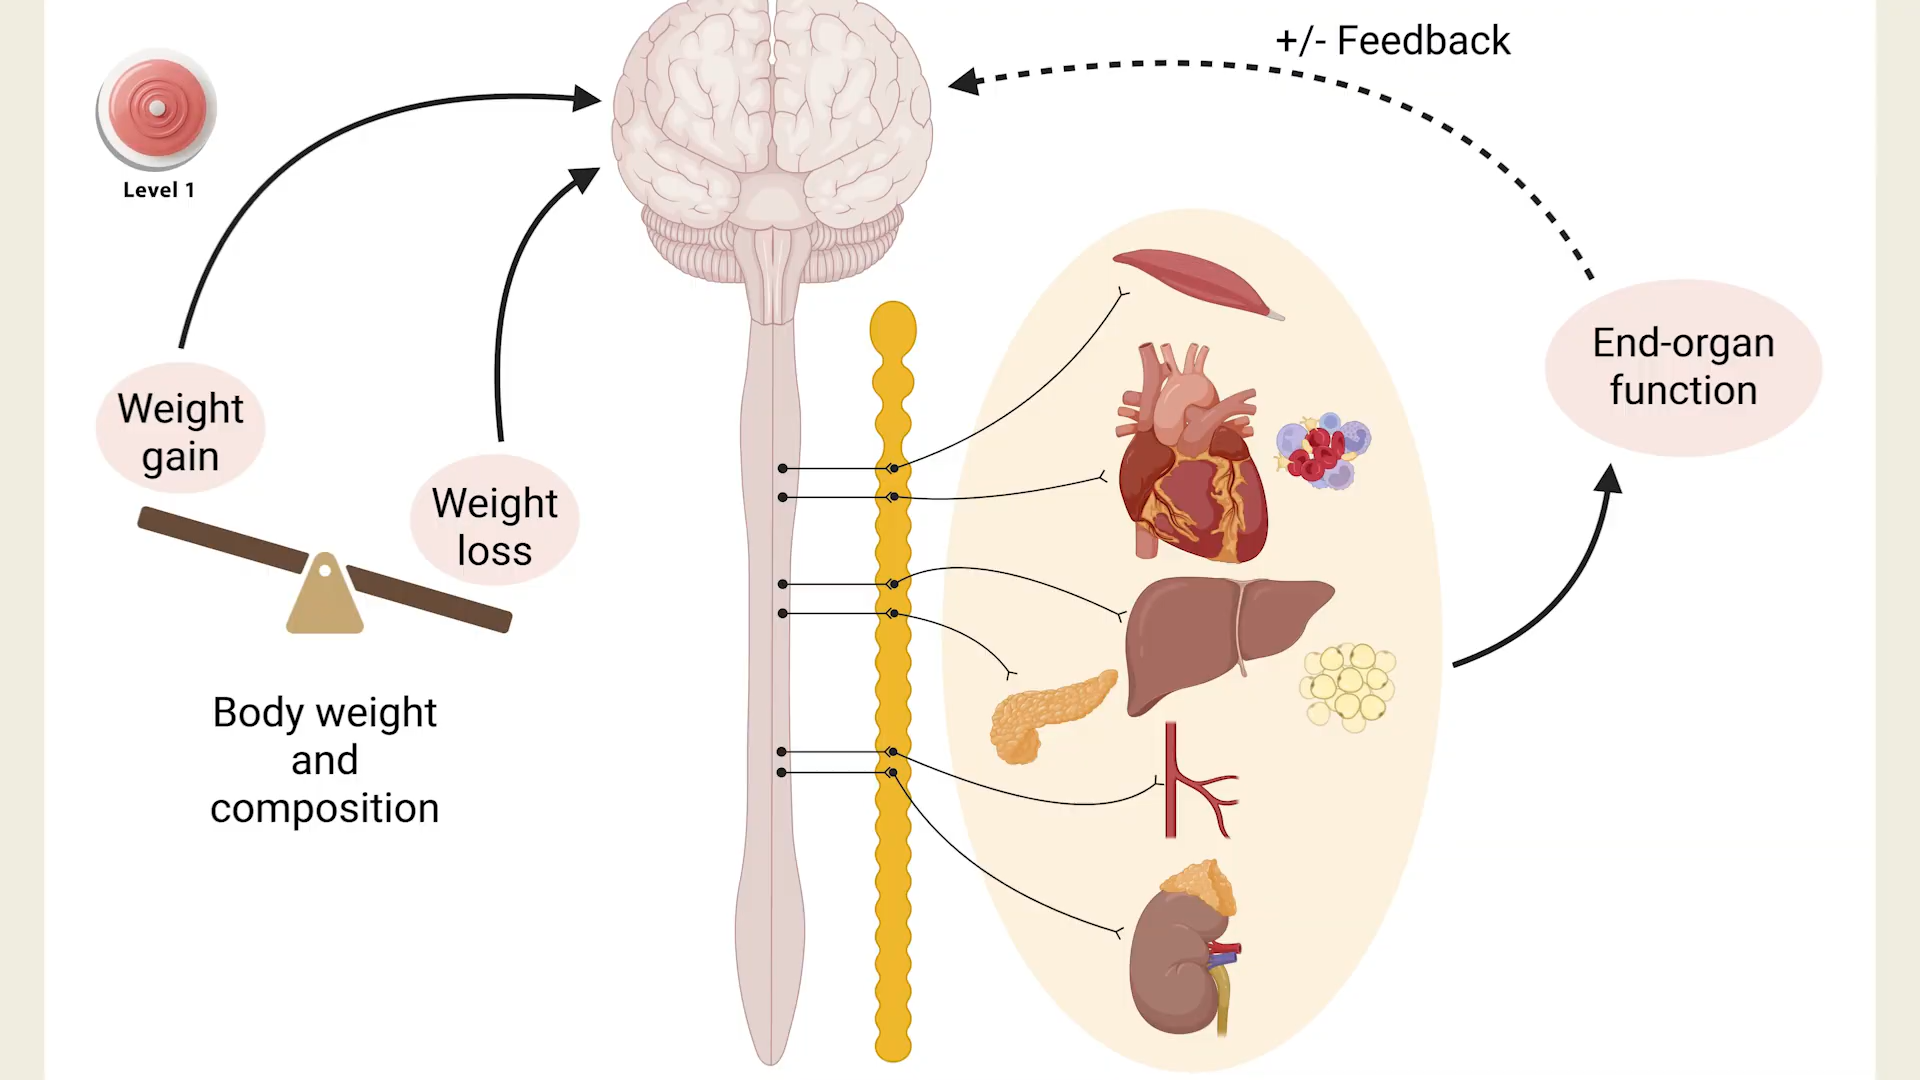 +/- Feedback
Level 1
End-organ
function
Weight
gain
Weight
loss
Body weight
and
composition